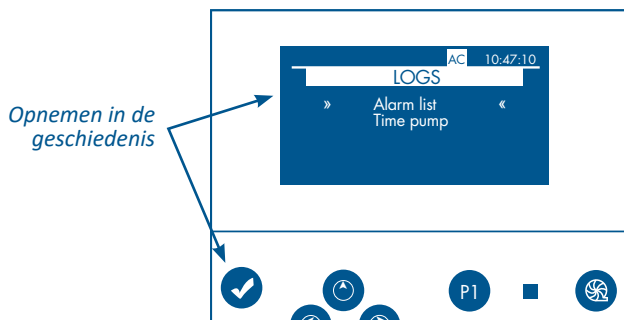 AC 10:47:10
LOGS
» Alarm list «
Time pump
Opnemen in de
geschiedenis
P1